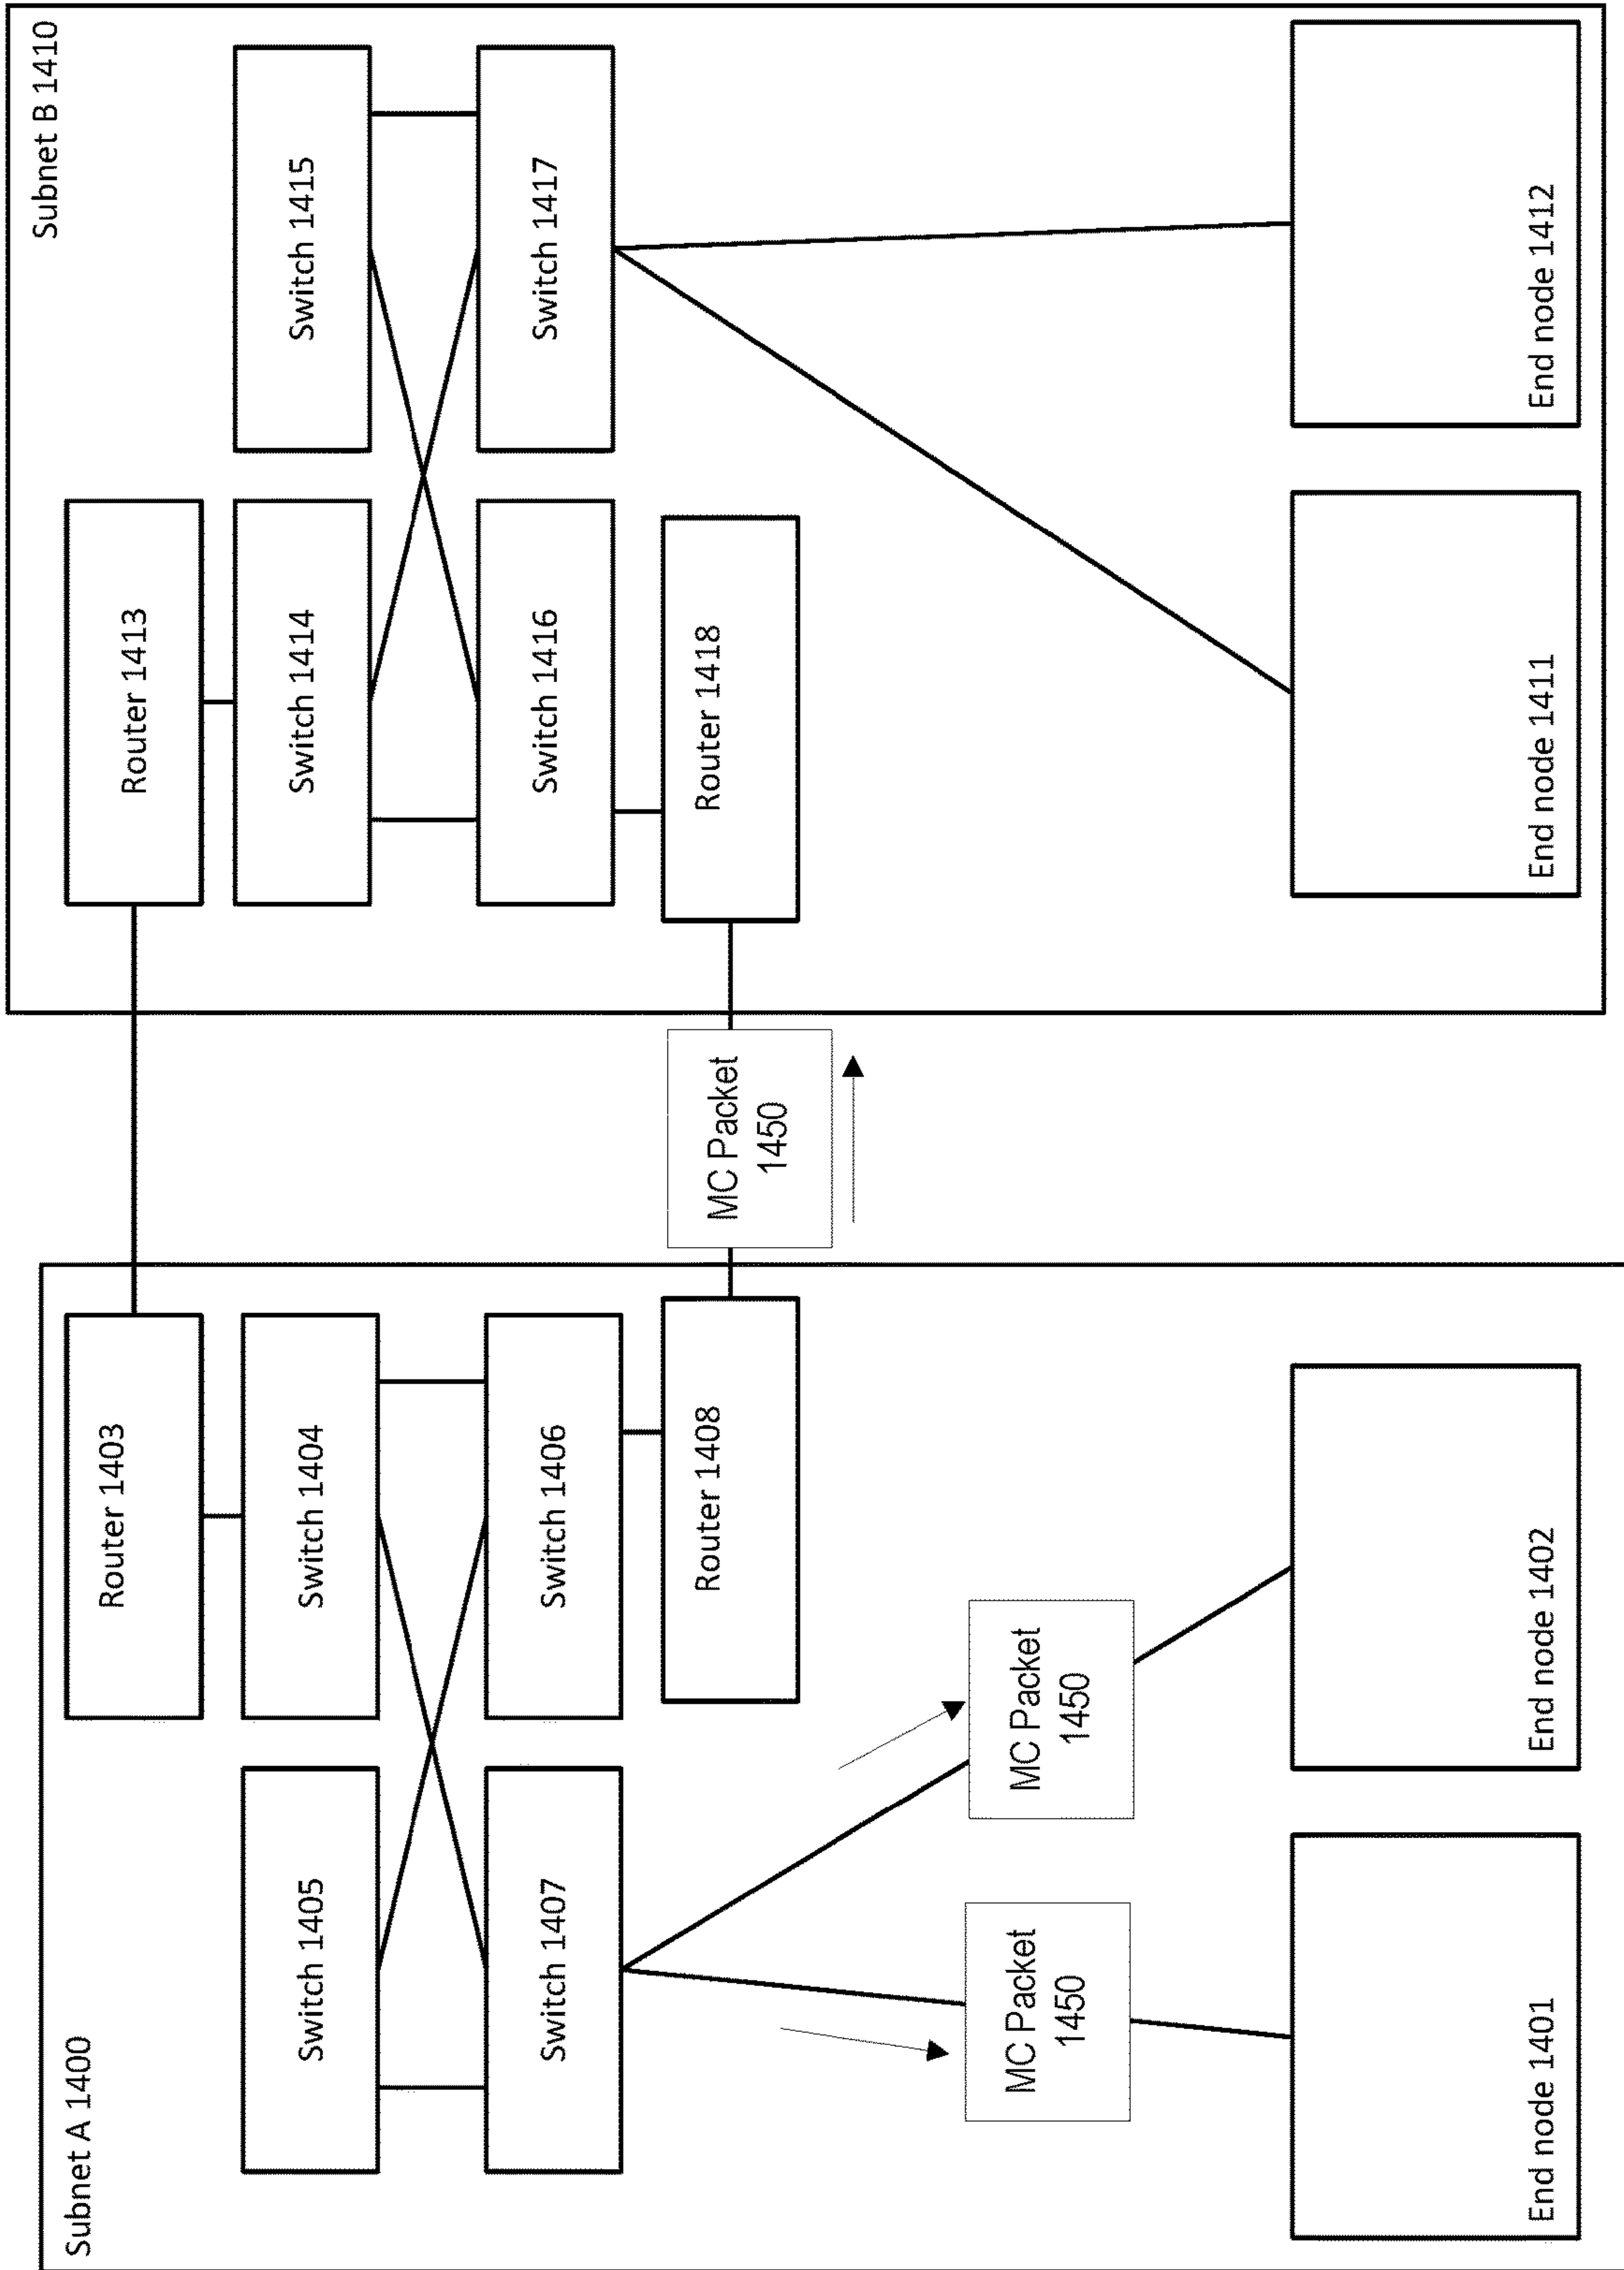 Subnet A 1400
Router 1403
Switch 1405
Switch 1404
Switch 1407
Switch 1406
Router 1408
MC Packet
1450
MC Packet
1450
End node 1401
End node 1402
MC Packet
1450
Subnet B 1410
Router 1413
Switch 1414
Switch 1415
Switch 1416
Switch 1417
Router 1418
End node 1411
End node 1412